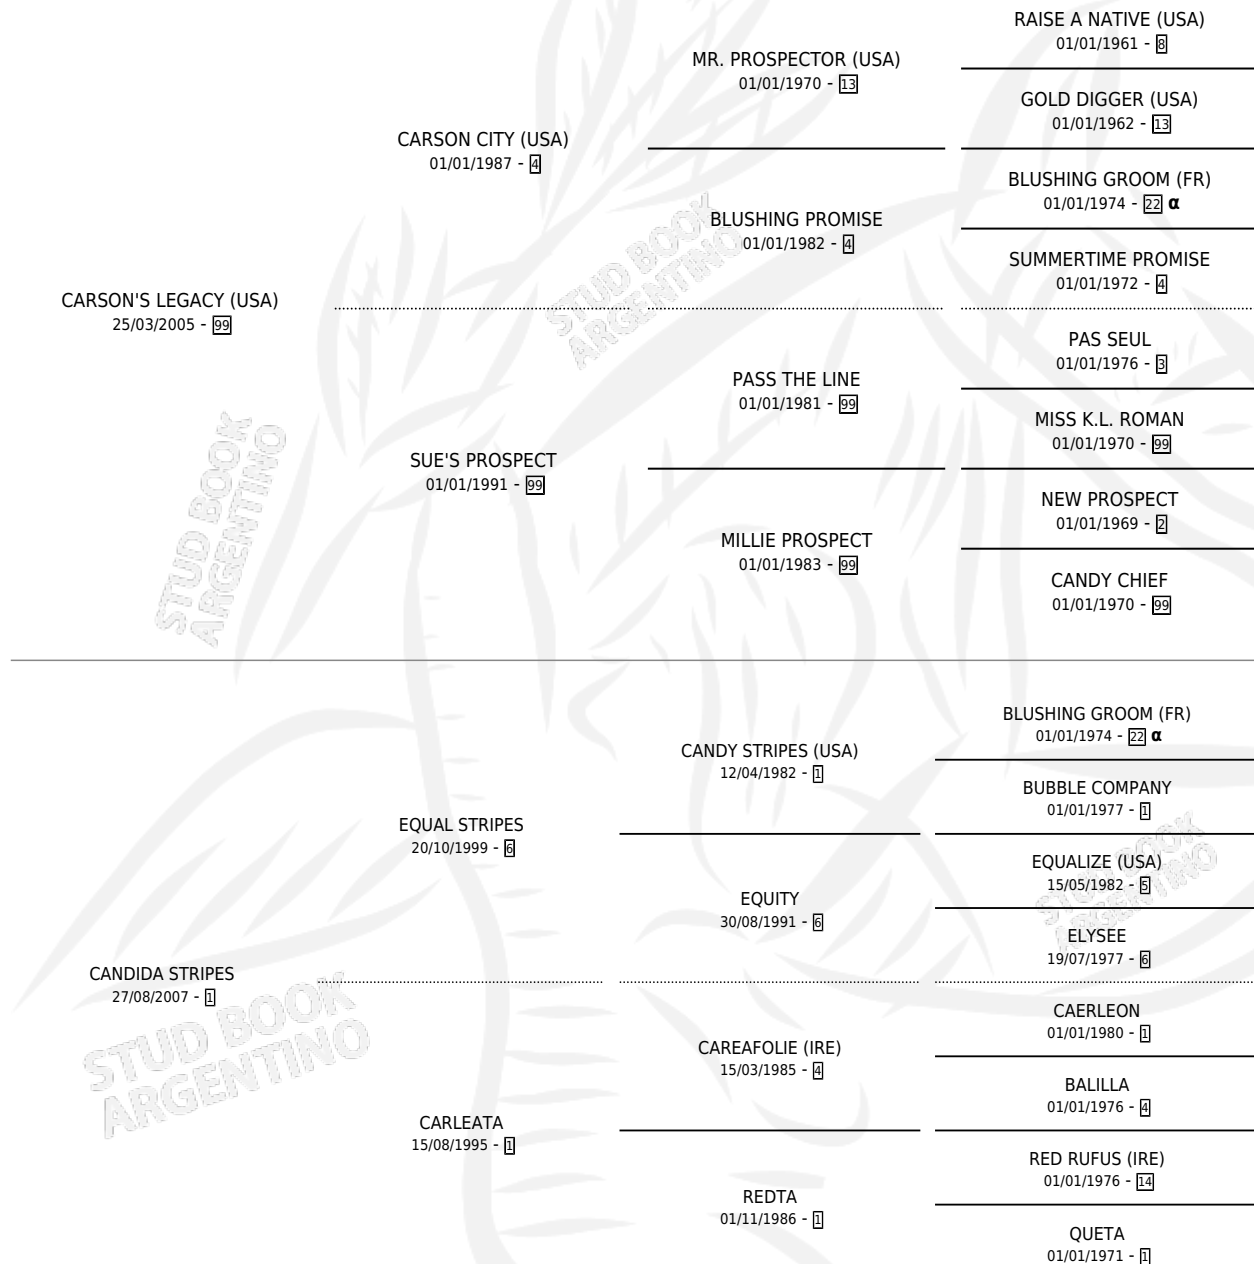 RAISE A NATIVE (USA)
01/01/1961 - 8
MR. PROSPECTOR (USA)
01/01/1970 - 13
GOLD DIGGER (USA)
01/01/1962 - 13
CARSON CITY (USA)
01/01/1987 - 4
BLUSHING GROOM (FR)
01/01/1974 - 22 α
BLUSHING PROMISE
01/01/1982 - 4
SUMMERTIME PROMISE
01/01/1972 - 4
CARSON'S LEGACY (USA)
25/03/2005 - 99
PAS SEUL
01/01/1976 - 3
PASS THE LINE
01/01/1981 - 99
MISS K.L. ROMAN
01/01/1970 - 99
SUE'S PROSPECT
01/01/1991 - 99
NEW PROSPECT
01/01/1969 - 2
MILLIE PROSPECT
01/01/1983 - 99
CANDY CHIEF
01/01/1970 - 99
BLUSHING GROOM (FR)
01/01/1974 - 22 α
CANDY STRIPES (USA)
12/04/1982 - 1
BUBBLE COMPANY
01/01/1977 - 1
EQUAL STRIPES
20/10/1999 - 6
EQUALIZE (USA)
15/05/1982 - 5
EQUITY
30/08/1991 - 6
ELYSEE
19/07/1977 - 6
CANDIDA STRIPES
27/08/2007 - 1
CAERLEON
01/01/1980 - 1
CAREAFOLIE (IRE)
15/03/1985 - 4
BALILLA
01/01/1976 - 4
CARLEATA
15/08/1995 - 1
RED RUFUS (IRE)
01/01/1976 - 14
REDTA
01/11/1986 - 1
QUETA
01/01/1971 - 1
STUD BOOK
ARGENTINO
STUD BOOK
ARGENTINO
STUD BOOK
ARGENTINO
STUD BOOK
ARGENTINO